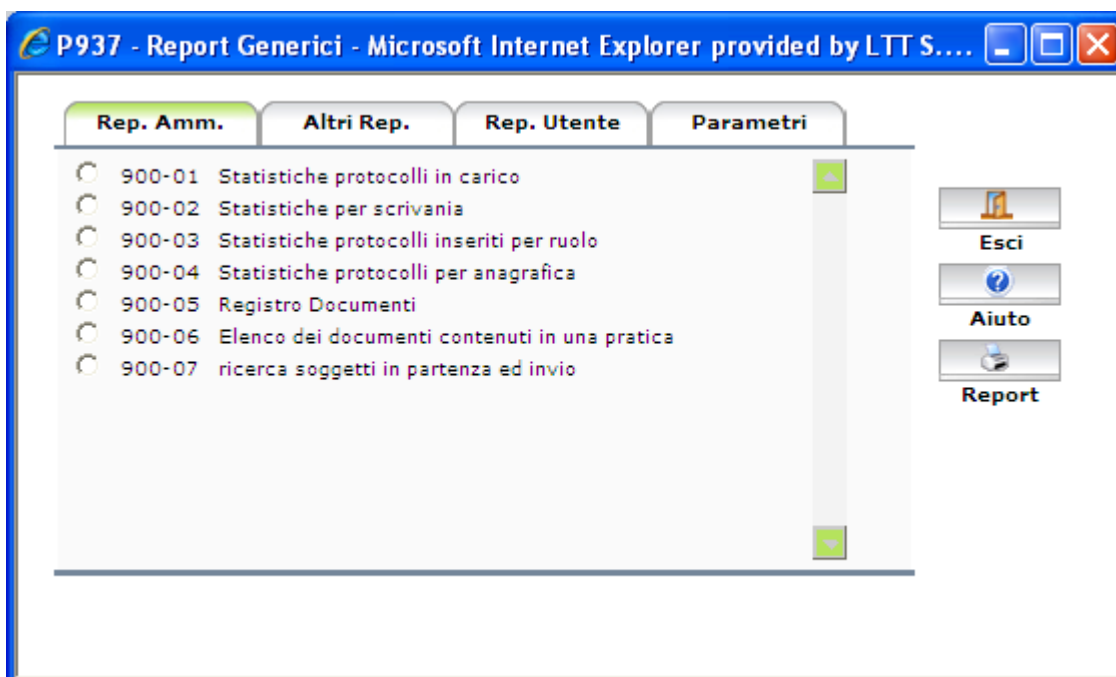 P937 - Report Generici - Microsoft Internet Explorer provided by LTT S....
Rep. Amm.
Altri Rep.
Rep. Utente
Parametri
900-01 Statistiche protocolli in carico
900-02 Statistiche per scrivania
900-03 Statistiche protocolli inseriti per ruolo
900-04 Statistiche protocolli per anagrafica
900-05 Registro Documenti
900-06 Elenco dei documenti contenuti in una pratica
900-07 ricerca soggetti in partenza ed invio
Esci
Aiuto
Report